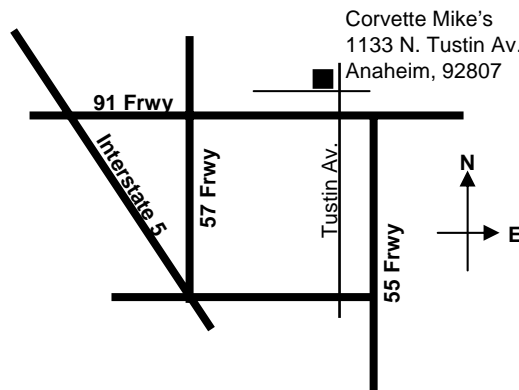 Corvette Mike's
1133 N. Tustin Av.
Anaheim, 92807
91 Frwy
Interstate 5
57 Frwy
Tustin Av.
55 Frwy
N
E